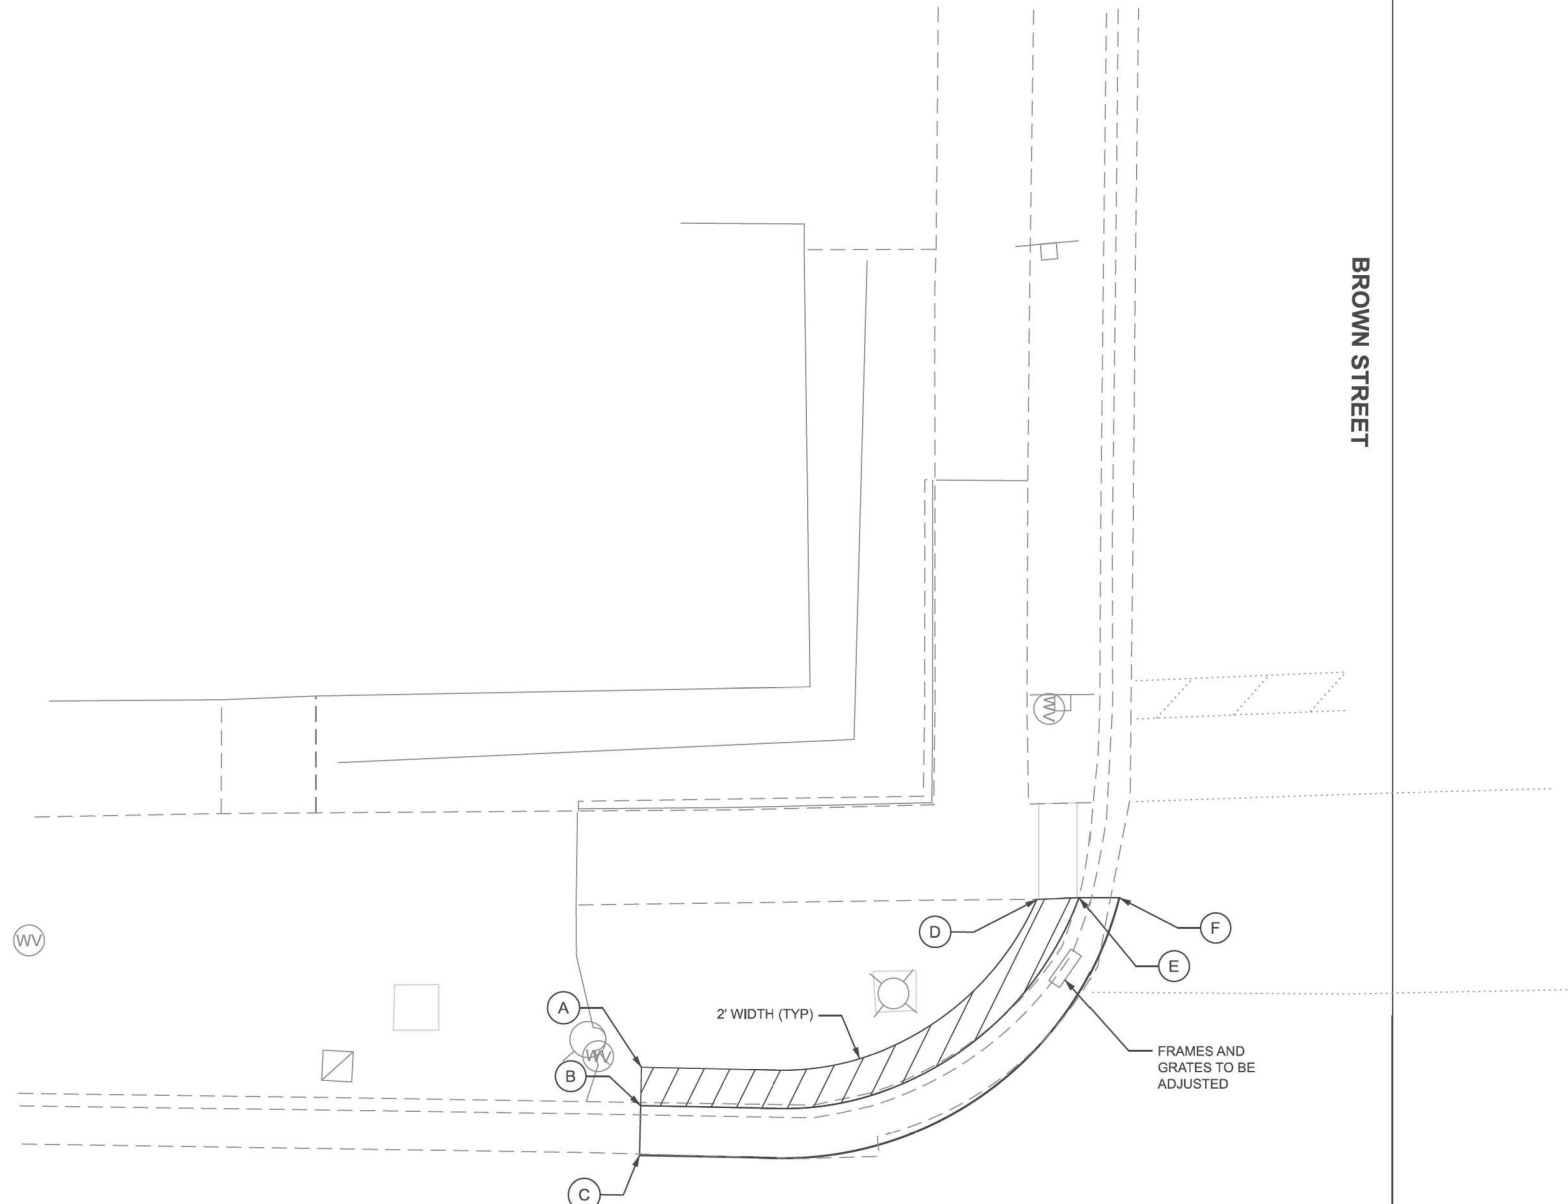 BROWN STREET
WV
D
F
WV
E
A
2' WIDTH (TYP)
WV
FRAMES AND
GRATES TO BE
ADJUSTED
B
C